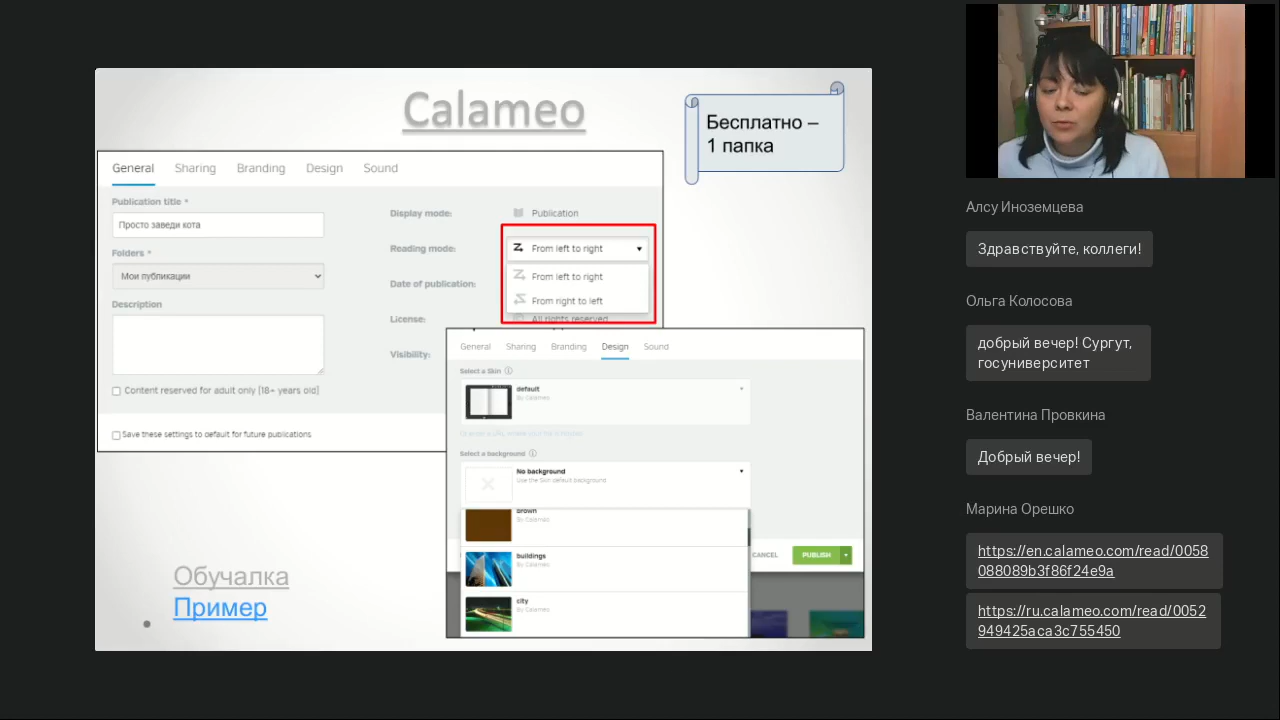 Calameo
Бесплатно –
1 папка
General Sharing Branding Design Sound
Publication title *
Просто заведи кота
Folders *
Мои публикации
Description
Content reserved for adult only (18+ years old)
Save these settings to default for future publications
Display mode: Publication
Reading mode: From left to right
From left to right
From right to left
Date of publication:
License: All rights reserved
Visibility:
General Sharing Branding Design Sound
Select a Skin
default
By Calameo
Select a background
No background
Use the Skin default background
brown
By Calameo
buildings
By Calameo
city
By Calameo
CANCEL PUBLISH
Обучалка
Пример
Алсу Иноземцева
Здравствуйте, коллеги!
Ольга Колосова
добрый вечер! Сургут,
госуниверситет
Валентина Провкина
Добрый вечер!
Марина Орешко
https://en.calameo.com/read/0058
088089b3f86f24e9a
https://ru.calameo.com/read/0052
949425aca3c755450